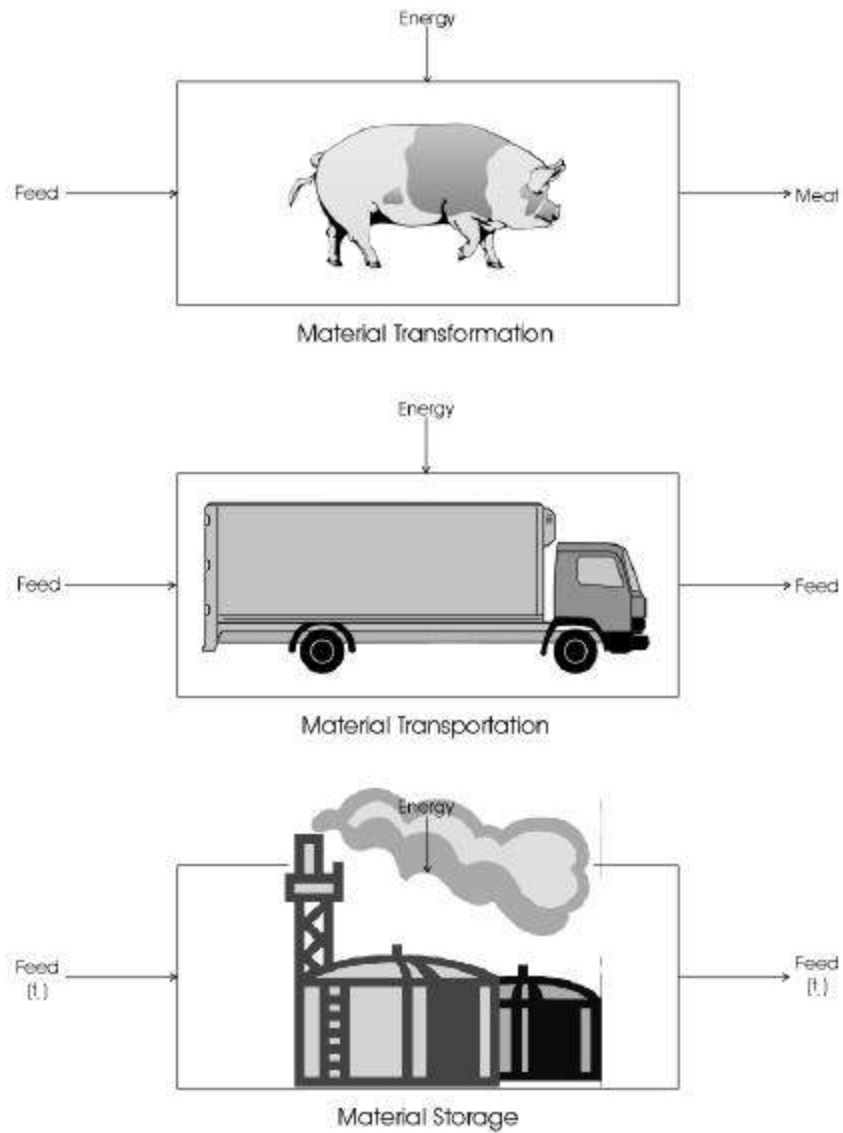 Energy
Feed
Meat
Material Transformation
Energy
Feed
Feed
Material Transportation
Energy
Feed
Feed
Material Storage